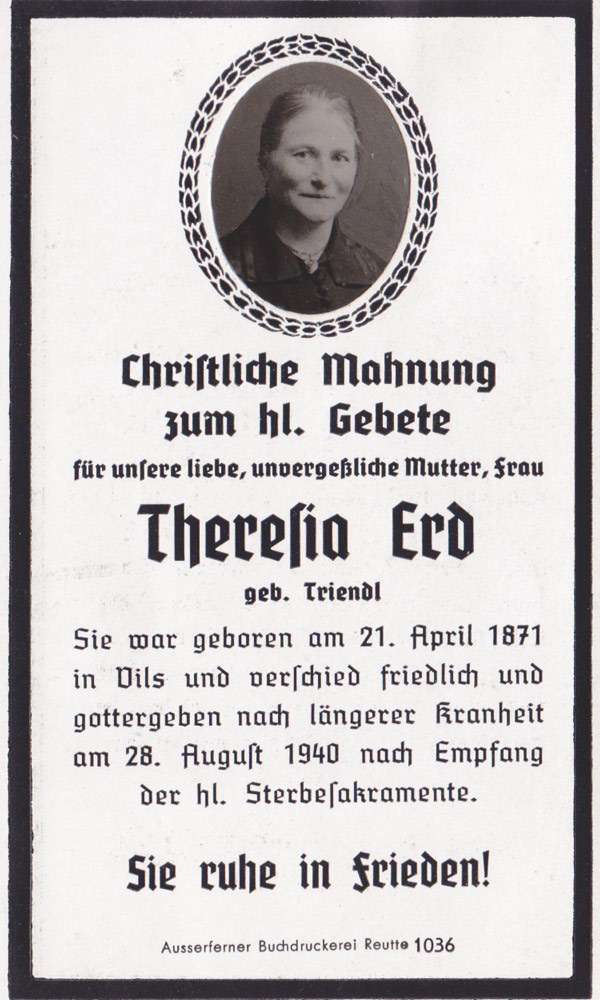 Christliche Mahnung
zum hl. Gebete
für unsere liebe, unvergeßliche Mutter, Frau
Theresia Erd
geb. Triendl
Sie war geboren am 21. April 1871
in Vils und verschied friedlich und
gottergeben nach längerer Kranheit
am 28. August 1940 nach Empfang
der hl. Sterbesakramente.
Sie ruhe in Frieden!
Ausserferner Buchdruckerei Reutte 1036